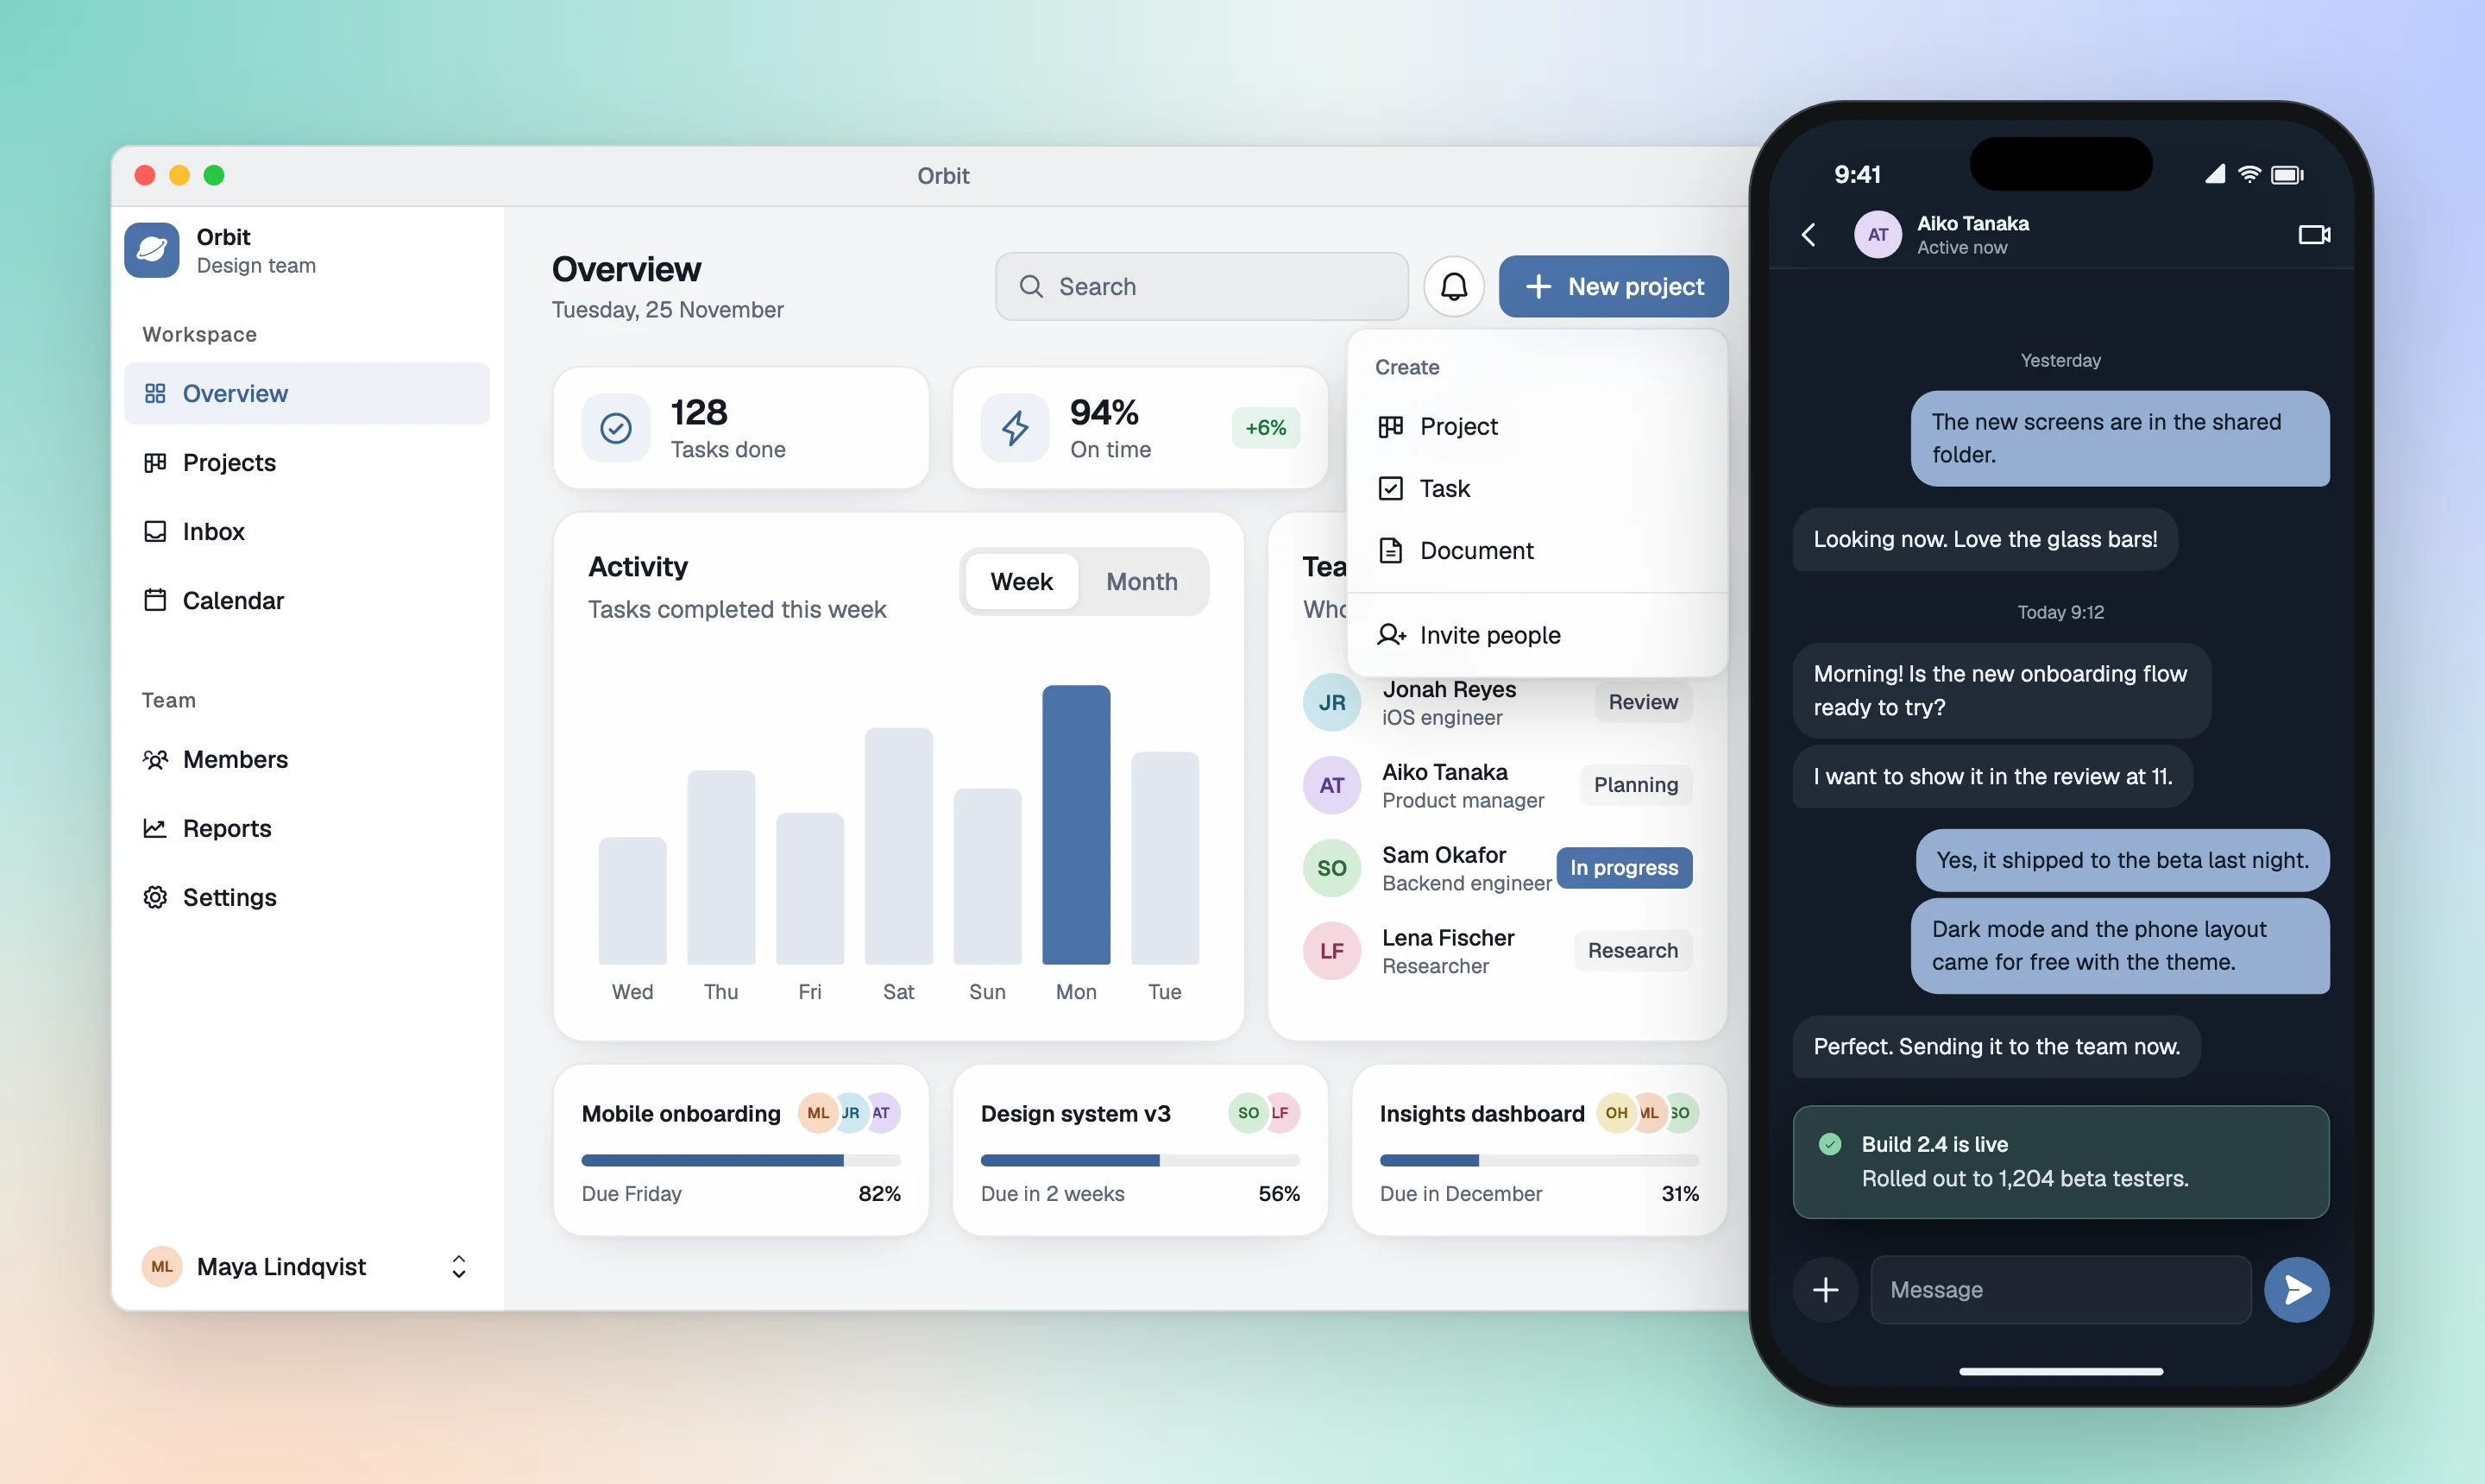 Orbit
Orbit
Design team
Workspace
Overview
Projects
Inbox
Calendar
Team
Members
Reports
Settings
ML
Maya Lindqvist
Overview
Tuesday, 25 November
Search
New project
128
Tasks done
94%
On time
+6%
Create
Project
Task
Document
Invite people
Activity
Tasks completed this week
Week
Month
Wed
Thu
Fri
Sat
Sun
Mon
Tue
JR
Jonah Reyes
iOS engineer
Review
AT
Aiko Tanaka
Product manager
Planning
SO
Sam Okafor
Backend engineer
In progress
LF
Lena Fischer
Researcher
Research
Mobile onboarding
ML
JR
AT
Due Friday
82%
Design system v3
SO
LF
Due in 2 weeks
56%
Insights dashboard
OH
ML
SO
Due in December
31%
9:41
AT
Aiko Tanaka
Active now
Yesterday
The new screens are in the shared
folder.
Looking now. Love the glass bars!
Today 9:12
Morning! Is the new onboarding flow
ready to try?
I want to show it in the review at 11.
Yes, it shipped to the beta last night.
Dark mode and the phone layout
came for free with the theme.
Perfect. Sending it to the team now.
Build 2.4 is live
Rolled out to 1,204 beta testers.
Message